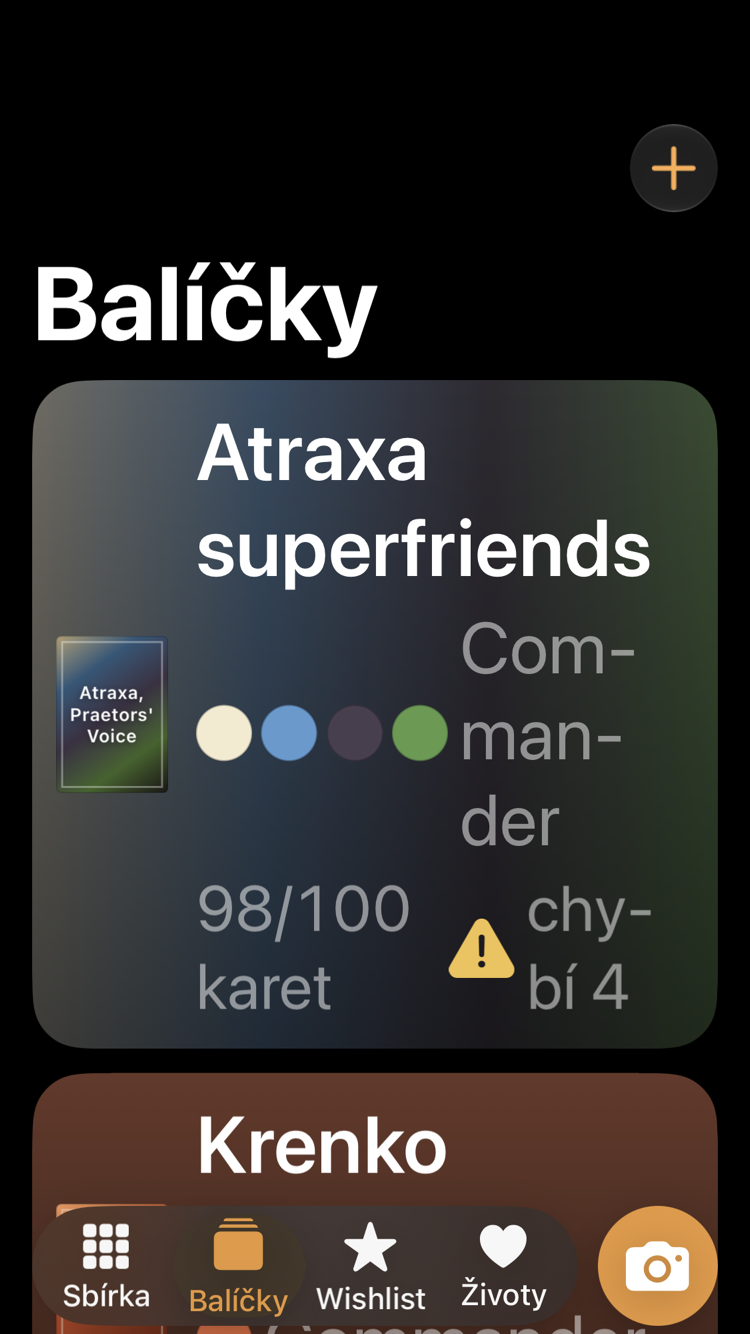 Balíčky
Atraxa
superfriends
Atraxa,
Praetors'
Voice
Com-
man-
der
98/100
karet
chy-
bí 4
Krenko
Commander
Sbírka
Balíčky
Wishlist
Životy